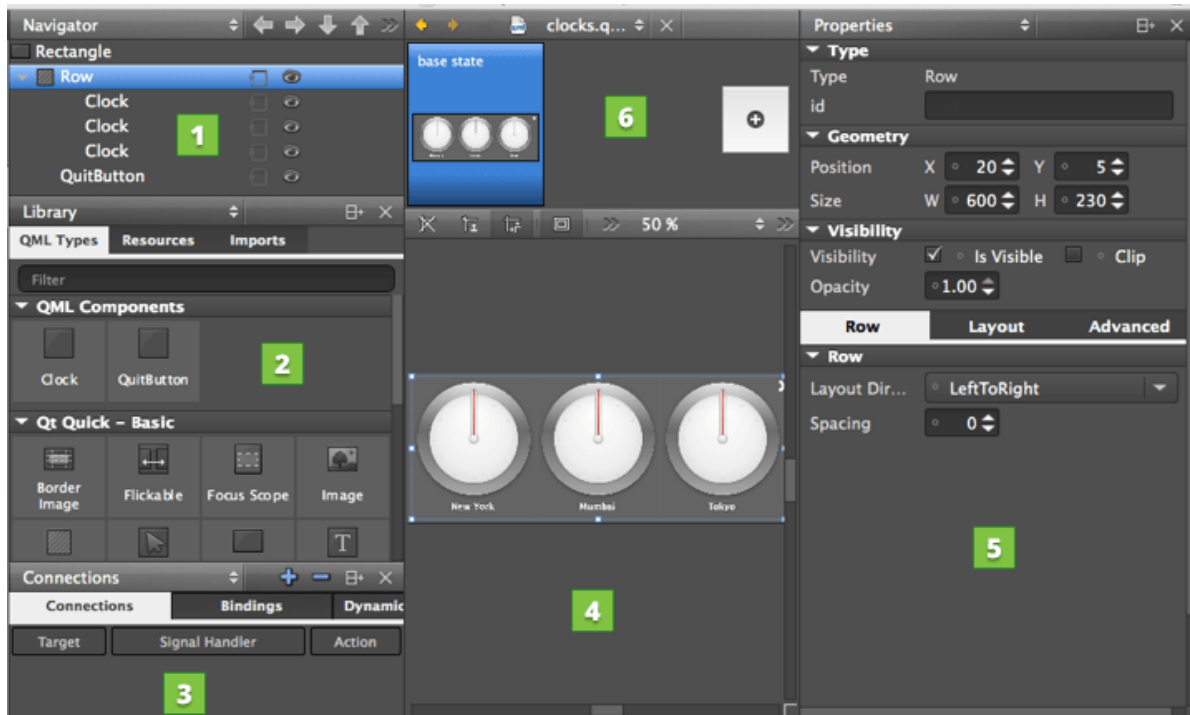 Navigator
Rectangle
Row
Clock
Clock
Clock
QuitButton
1
Library
QML Types Resources Imports
Filter
QML Components
Clock QuitButton
2
Qt Quick – Basic
Border Image Flickable Focus Scope Image
T
Connections
Connections Bindings Dynamic
Target Signal Handler Action
3
clocks.q...
base state
6
50 %
New York Mumbai Tokyo
4
Properties
Type
Type Row
id
Geometry
Position X 20 Y 5
Size W 600 H 230
Visibility
Visibility Is Visible Clip
Opacity 1.00
Row Layout Advanced
Row
Layout Dir... LeftToRight
Spacing 0
5